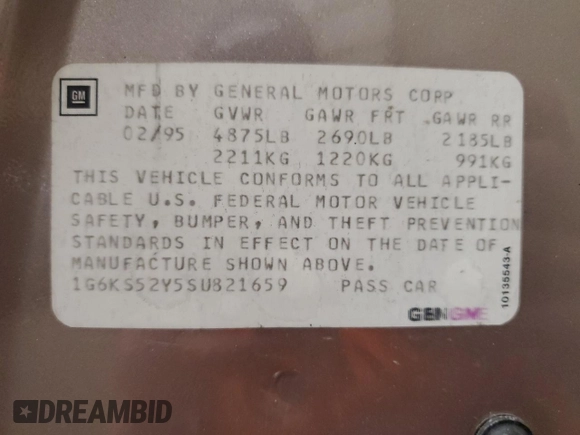 GM
MFD BY GENERAL MOTORS CORP
DATE GVWR GAWR FRT GAWR RR
02/95 4875LB 2690LB 2185LB
2211KG 1220KG 991KG
THIS VEHICLE CONFORMS TO ALL APPLI-
CABLE U.S. FEDERAL MOTOR VEHICLE
SAFETY, BUMPER, AND THEFT PREVENTION
STANDARDS IN EFFECT ON THE DATE OF
MANUFACTURE SHOWN ABOVE.
1G6KS52Y5SU821659 PASS CAR
GENGME
10135543-A
DREAMBID